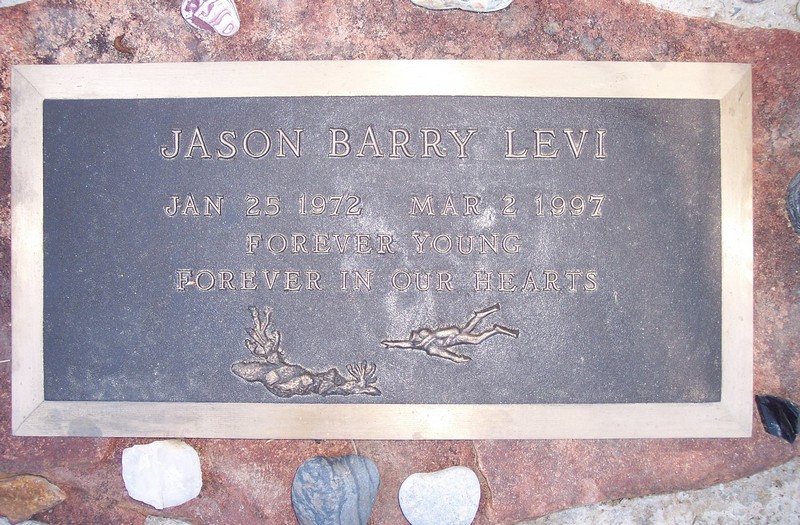 JASON BARRY LEVI
JAN 25 1972 MAR 2 1997
FOREVER YOUNG
FOREVER IN OUR HEARTS